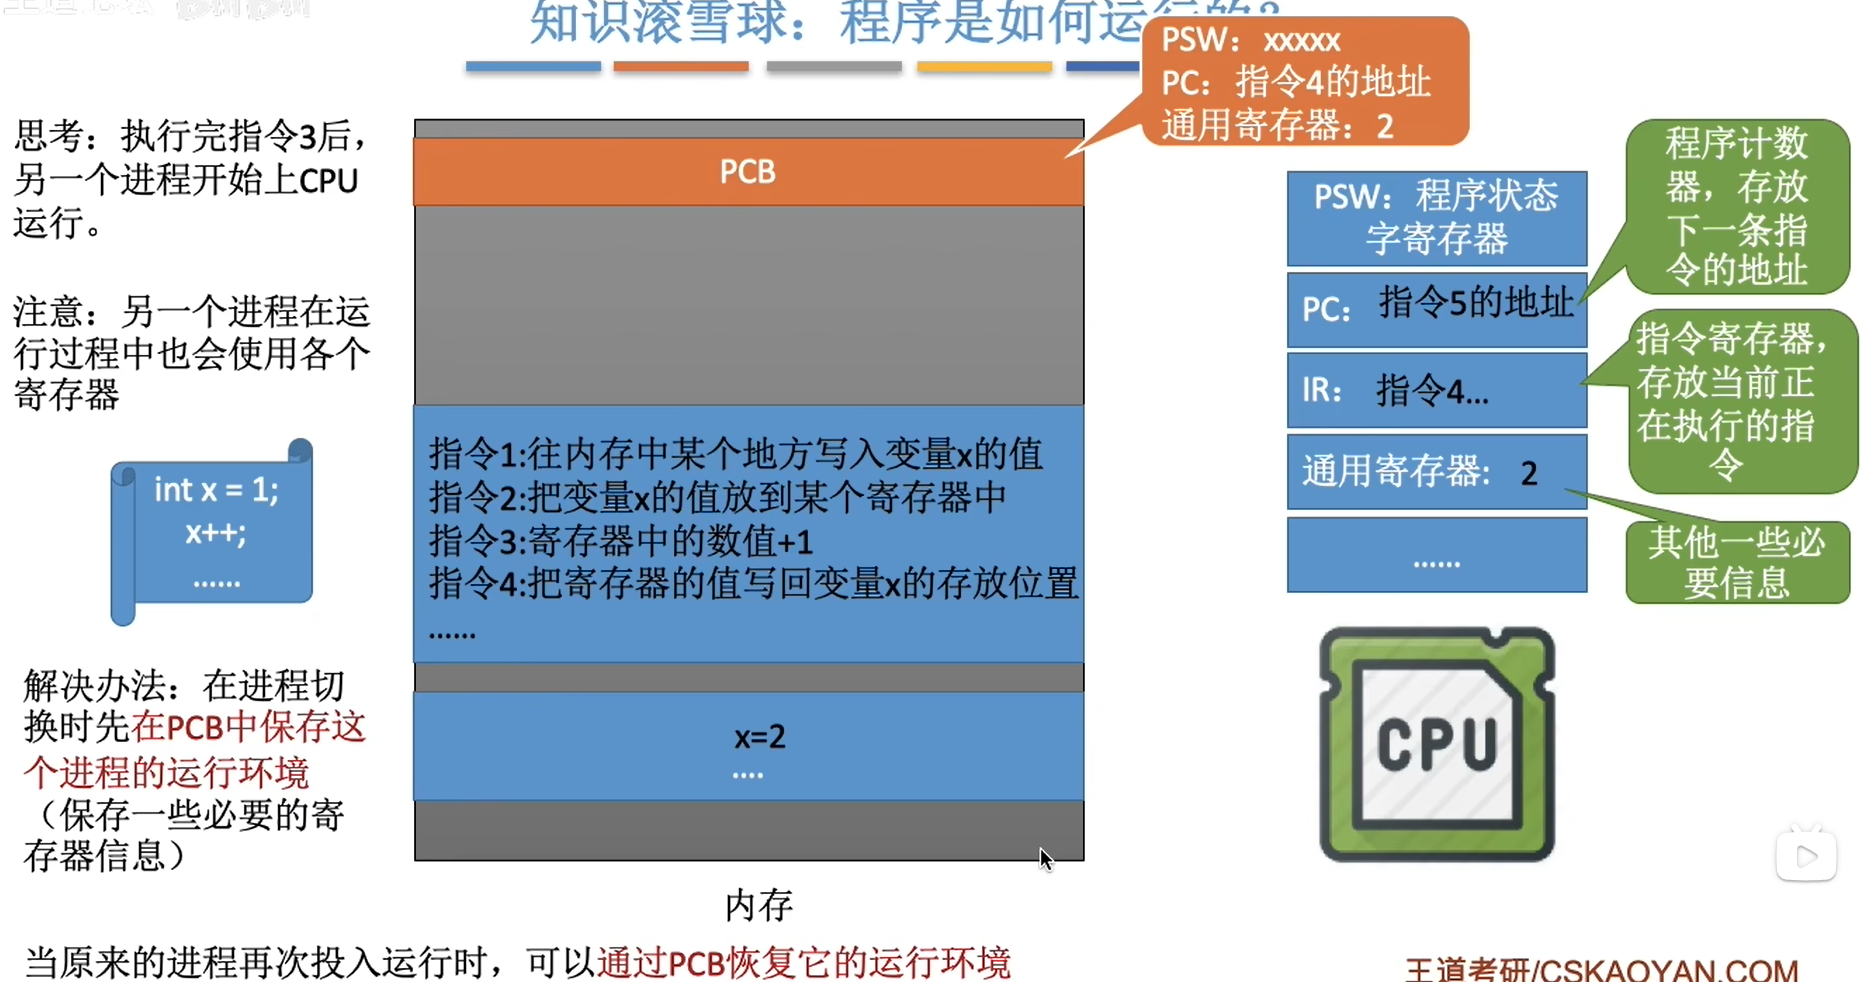 知识滚雪球：程序是如何运行的？
PSW：xxxxx
PC：指令4的地址
通用寄存器：2
思考：执行完指令3后，
另一个进程开始上CPU
运行。
注意：另一个进程在运
行过程中也会使用各个
寄存器
int x = 1;
x++;
......
解决办法：在进程切
换时先在PCB中保存这
个进程的运行环境
（保存一些必要的寄
存器信息）
PCB
指令1:往内存中某个地方写入变量x的值
指令2:把变量x的值放到某个寄存器中
指令3:寄存器中的数值+1
指令4:把寄存器的值写回变量x的存放位置
......
x=2
....
内存
PSW：程序状态
字寄存器
PC： 指令5的地址
IR： 指令4...
通用寄存器: 2
......
程序计数
器，存放
下一条指
令的地址
指令寄存器，
存放当前正
在执行的指
令
其他一些必
要信息
CPU
当原来的进程再次投入运行时，可以通过PCB恢复它的运行环境
王道考研/CSKAOYAN.COM